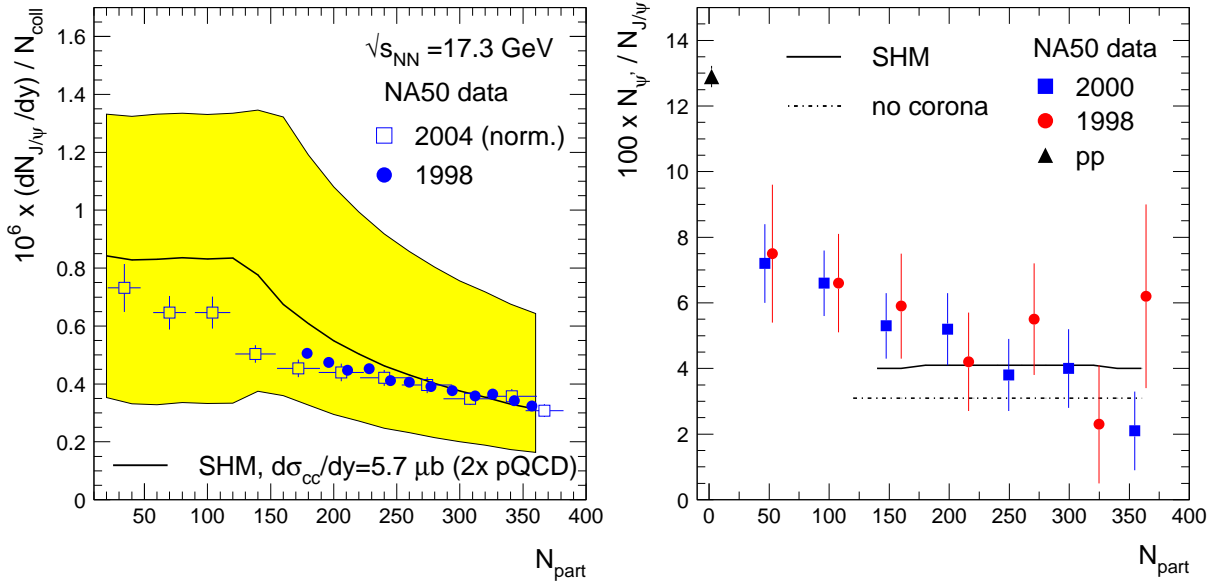 10⁶ x (dN_J/ψ /dy) / N_coll
1.6
1.4
1.2
1
0.8
0.6
0.4
0.2
0
√s_NN =17.3 GeV
NA50 data
2004 (norm.)
1998
SHM, dσ_cc/dy=5.7 μb (2x pQCD)
50 100 150 200 250 300 350 400
N_part
100 x N_ψ' / N_J/ψ
14
12
10
8
6
4
2
0
SHM
no corona
NA50 data
2000
1998
pp
0 50 100 150 200 250 300 350 400
N_part